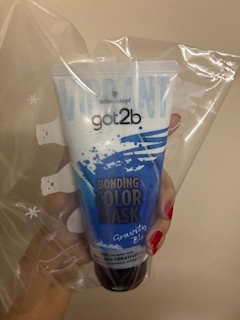 VIBRANT
Schwarzkopf
got2b
BONDING
COLOR
MASK
Gravity
Blue